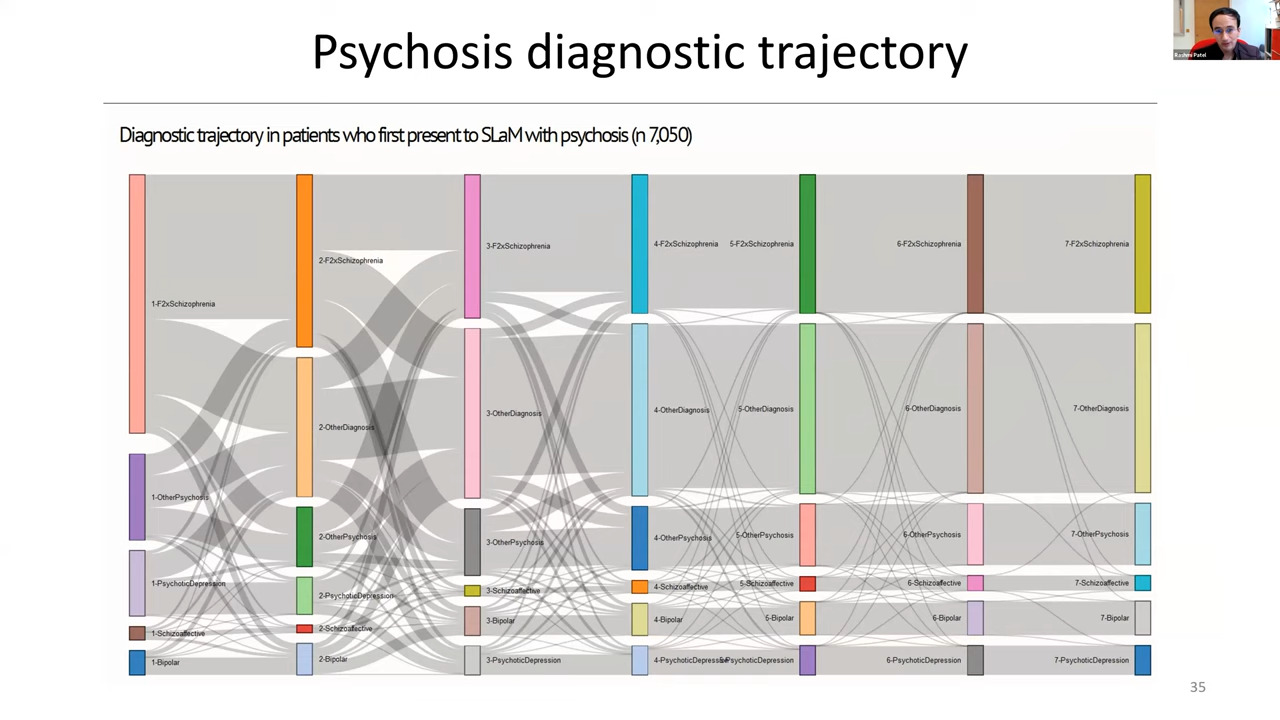 Psychosis diagnostic trajectory
Rashmi Patel
Diagnostic trajectory in patients who first present to SLaM with psychosis (n 7,050)
1-F2xSchizophrenia
1-OtherPsychosis
1-PsychoticDepression
1-Schizoaffective
1-Bipolar
2-F2xSchizophrenia
2-OtherDiagnosis
2-OtherPsychosis
2-PsychoticDepression
2-Schizoaffective
2-Bipolar
3-F2xSchizophrenia
3-OtherDiagnosis
3-OtherPsychosis
3-Schizoaffective
3-Bipolar
3-PsychoticDepression
4-F2xSchizophrenia
4-OtherDiagnosis
4-OtherPsychosis
4-Schizoaffective
4-Bipolar
4-PsychoticDepression
5-F2xSchizophrenia
5-OtherDiagnosis
5-OtherPsychosis
5-Schizoaffective
5-Bipolar
5-PsychoticDepression
6-F2xSchizophrenia
6-OtherDiagnosis
6-OtherPsychosis
6-Schizoaffective
6-Bipolar
6-PsychoticDepression
7-F2xSchizophrenia
7-OtherDiagnosis
7-OtherPsychosis
7-Schizoaffective
7-Bipolar
7-PsychoticDepression
35